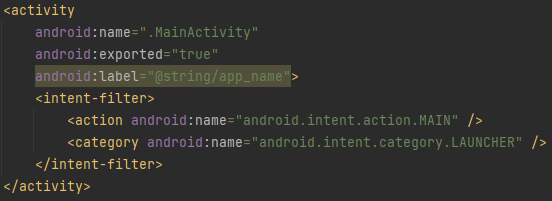 <activity
    android:name=".MainActivity"
    android:exported="true"
    android:label="@string/app_name">
    <intent-filter>
        <action android:name="android.intent.action.MAIN" />
        <category android:name="android.intent.category.LAUNCHER" />
    </intent-filter>
</activity>